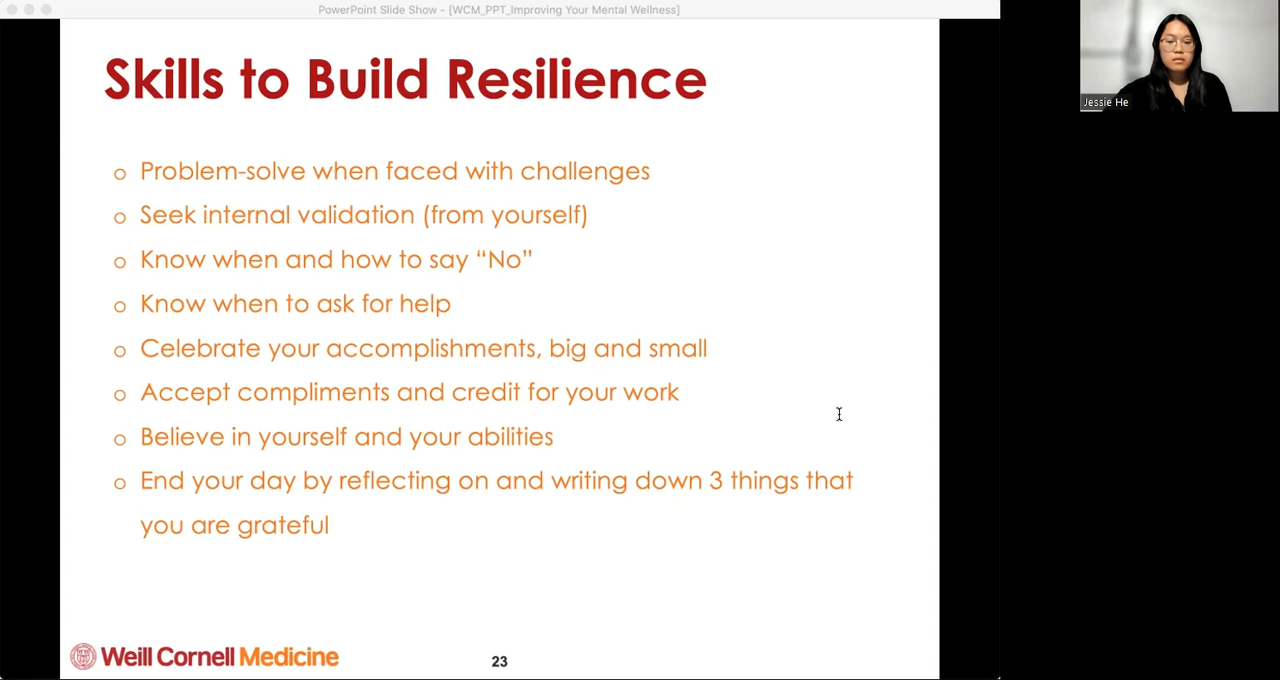 PowerPoint Slide Show - [WCM_PPT_Improving Your Mental Wellness]
Skills to Build Resilience
o Problem-solve when faced with challenges
o Seek internal validation (from yourself)
o Know when and how to say “No”
o Know when to ask for help
o Celebrate your accomplishments, big and small
o Accept compliments and credit for your work
o Believe in yourself and your abilities
o End your day by reflecting on and writing down 3 things that
you are grateful
Weill Cornell Medicine
23
Jessie He